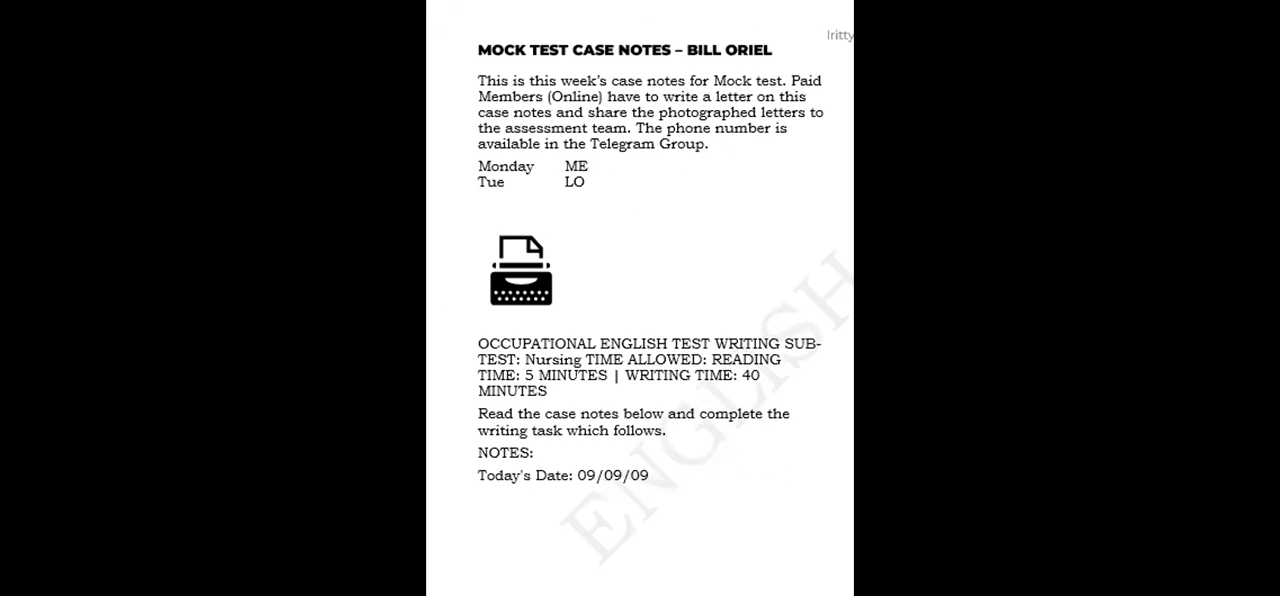 lritty
MOCK TEST CASE NOTES – BILL ORIEL
This is this week's case notes for Mock test. Paid
Members (Online) have to write a letter on this
case notes and share the photographed letters to
the assessment team. The phone number is
available in the Telegram Group.
Monday ME
Tue LO
OCCUPATIONAL ENGLISH TEST WRITING SUB-
TEST: Nursing TIME ALLOWED: READING
TIME: 5 MINUTES | WRITING TIME: 40
MINUTES
Read the case notes below and complete the
writing task which follows.
NOTES:
Today's Date: 09/09/09
ENGLISH